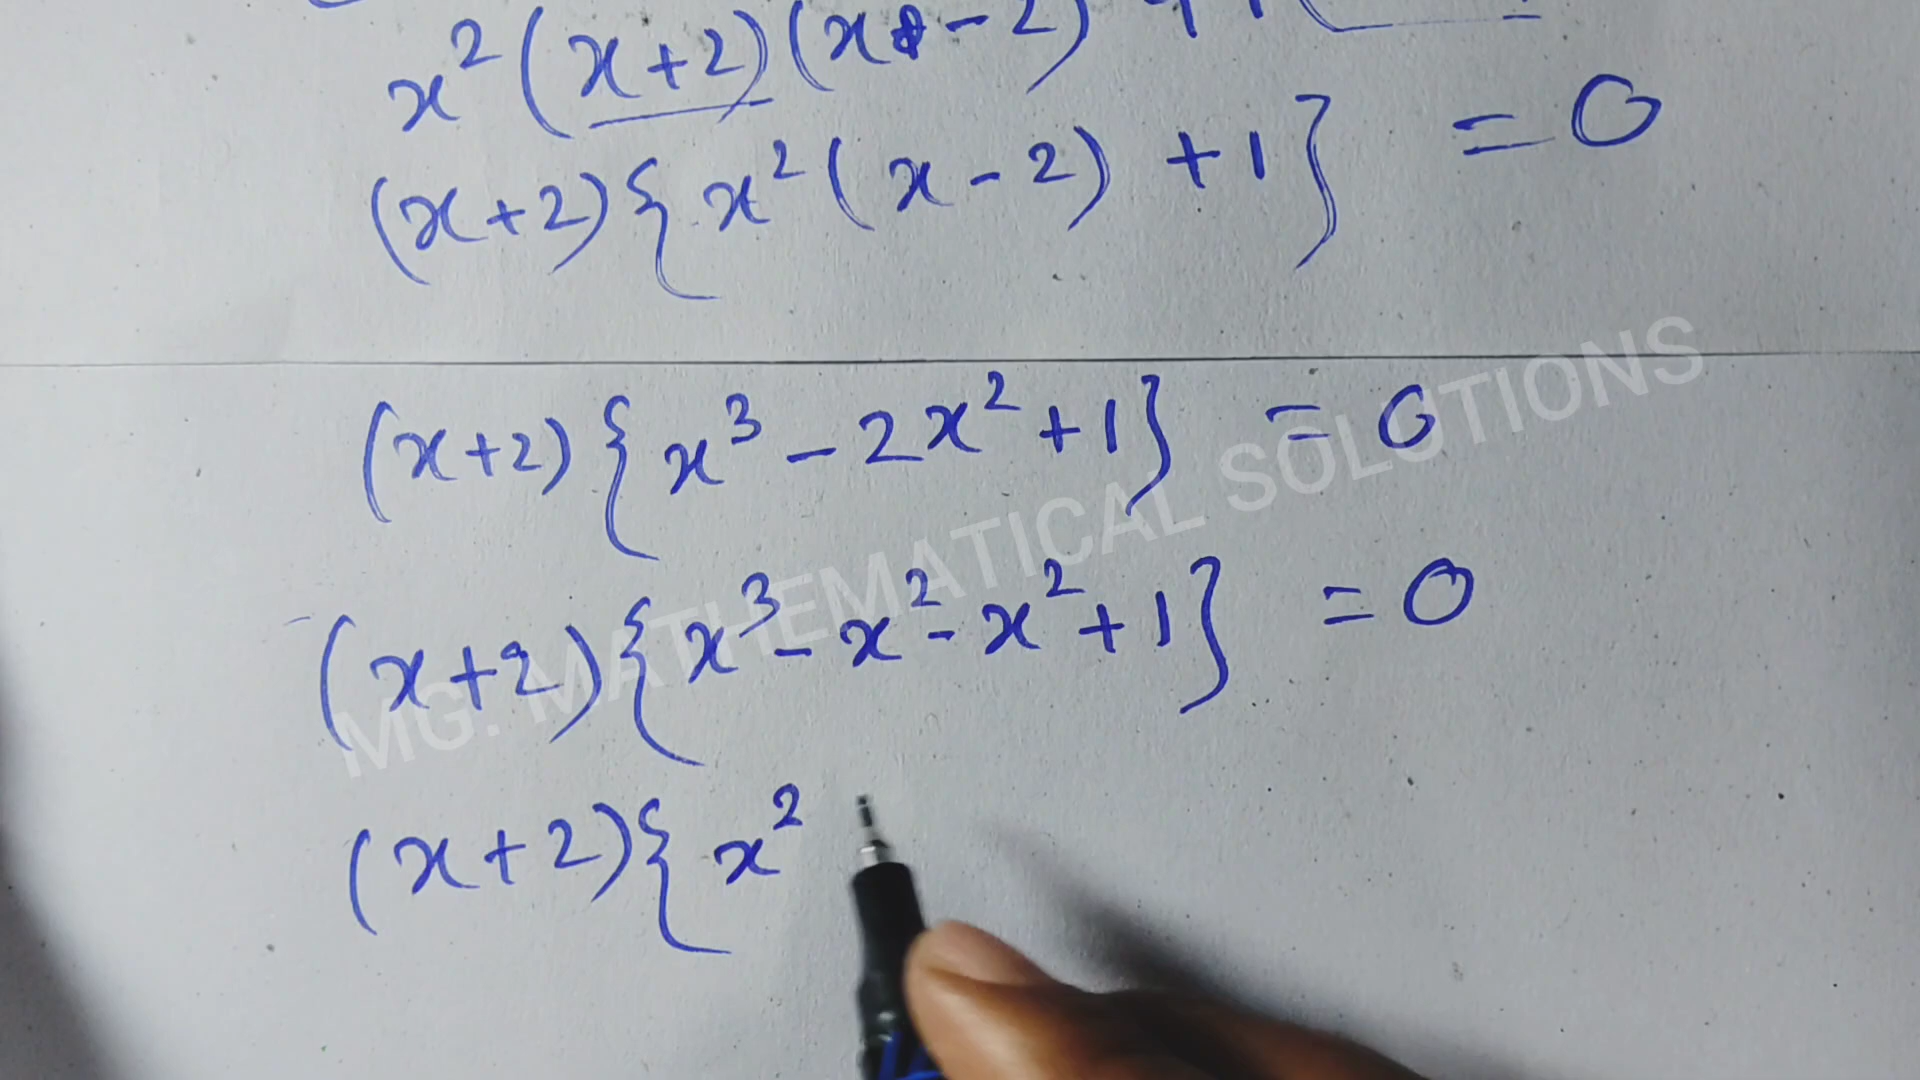 x²(x+2)(x-2) +1
(x+2){x²(x-2) +1} =0
(x+2){x³-2x²+1} =0
(x+2){x³-x²-x²+1} =0
(x+2){x²
MG. MATHEMATICAL SOLUTIONS